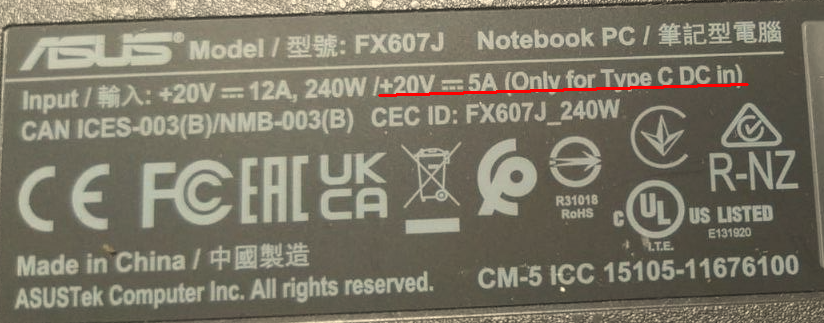 ASUS Model / 型號: FX607J Notebook PC / 筆記型電腦
Input / 輸入: +20V ⎓ 12A, 240W /+20V ⎓ 5A (Only for Type C DC in)
CAN ICES-003(B)/NMB-003(B) CEC ID: FX607J_240W
CE FC EAC UK CA
R31018
RoHS
R-NZ
c UL US LISTED
E131920
I.T.E.
Made in China / 中國製造
ASUSTek Computer Inc. All rights reserved.
CM-5 ICC 15105-11676100